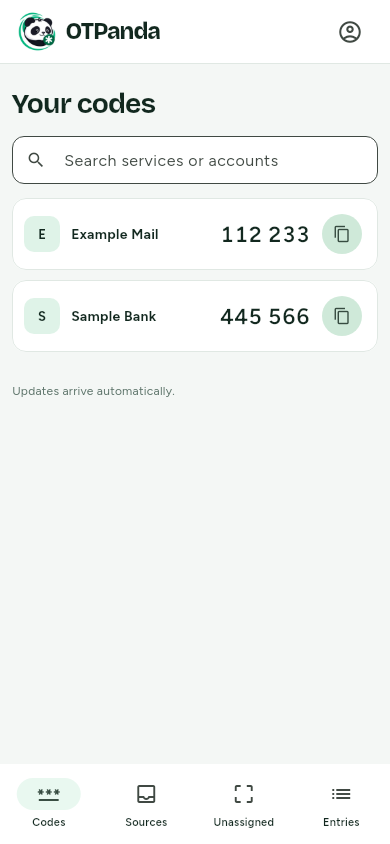 OTPanda
Your codes
Search services or accounts
E Example Mail 112 233
S Sample Bank 445 566
Updates arrive automatically.
Codes Sources Unassigned Entries